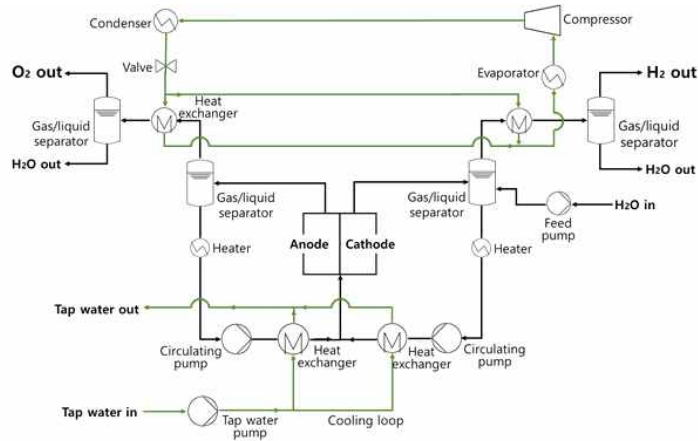 Condenser
Compressor
Valve
Evaporator
O₂ out
H₂ out
Heat
exchanger
Gas/liquid
separator
Gas/liquid
separator
H₂O out
H₂O out
Gas/liquid
separator
Gas/liquid
separator
H₂O in
Feed
pump
Anode
Cathode
Heater
Heater
Tap water out
Circulating
pump
Heat
exchanger
Heat
exchanger
Circulating
pump
Tap water in
Tap water
pump
Cooling loop